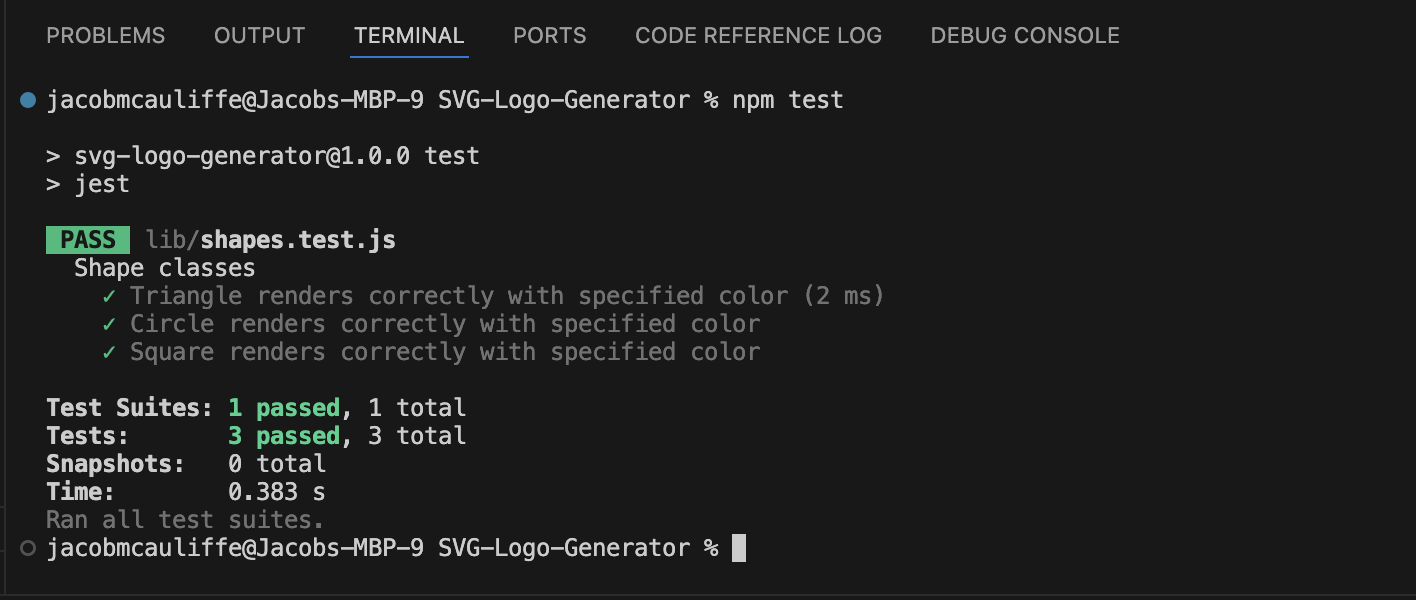 PROBLEMS OUTPUT TERMINAL PORTS CODE REFERENCE LOG DEBUG CONSOLE
jacobmcauliffe@Jacobs-MBP-9 SVG-Logo-Generator % npm test
> svg-logo-generator@1.0.0 test
> jest
PASS lib/shapes.test.js
Shape classes
✓ Triangle renders correctly with specified color (2 ms)
✓ Circle renders correctly with specified color
✓ Square renders correctly with specified color
Test Suites: 1 passed, 1 total
Tests: 3 passed, 3 total
Snapshots: 0 total
Time: 0.383 s
Ran all test suites.
jacobmcauliffe@Jacobs-MBP-9 SVG-Logo-Generator %